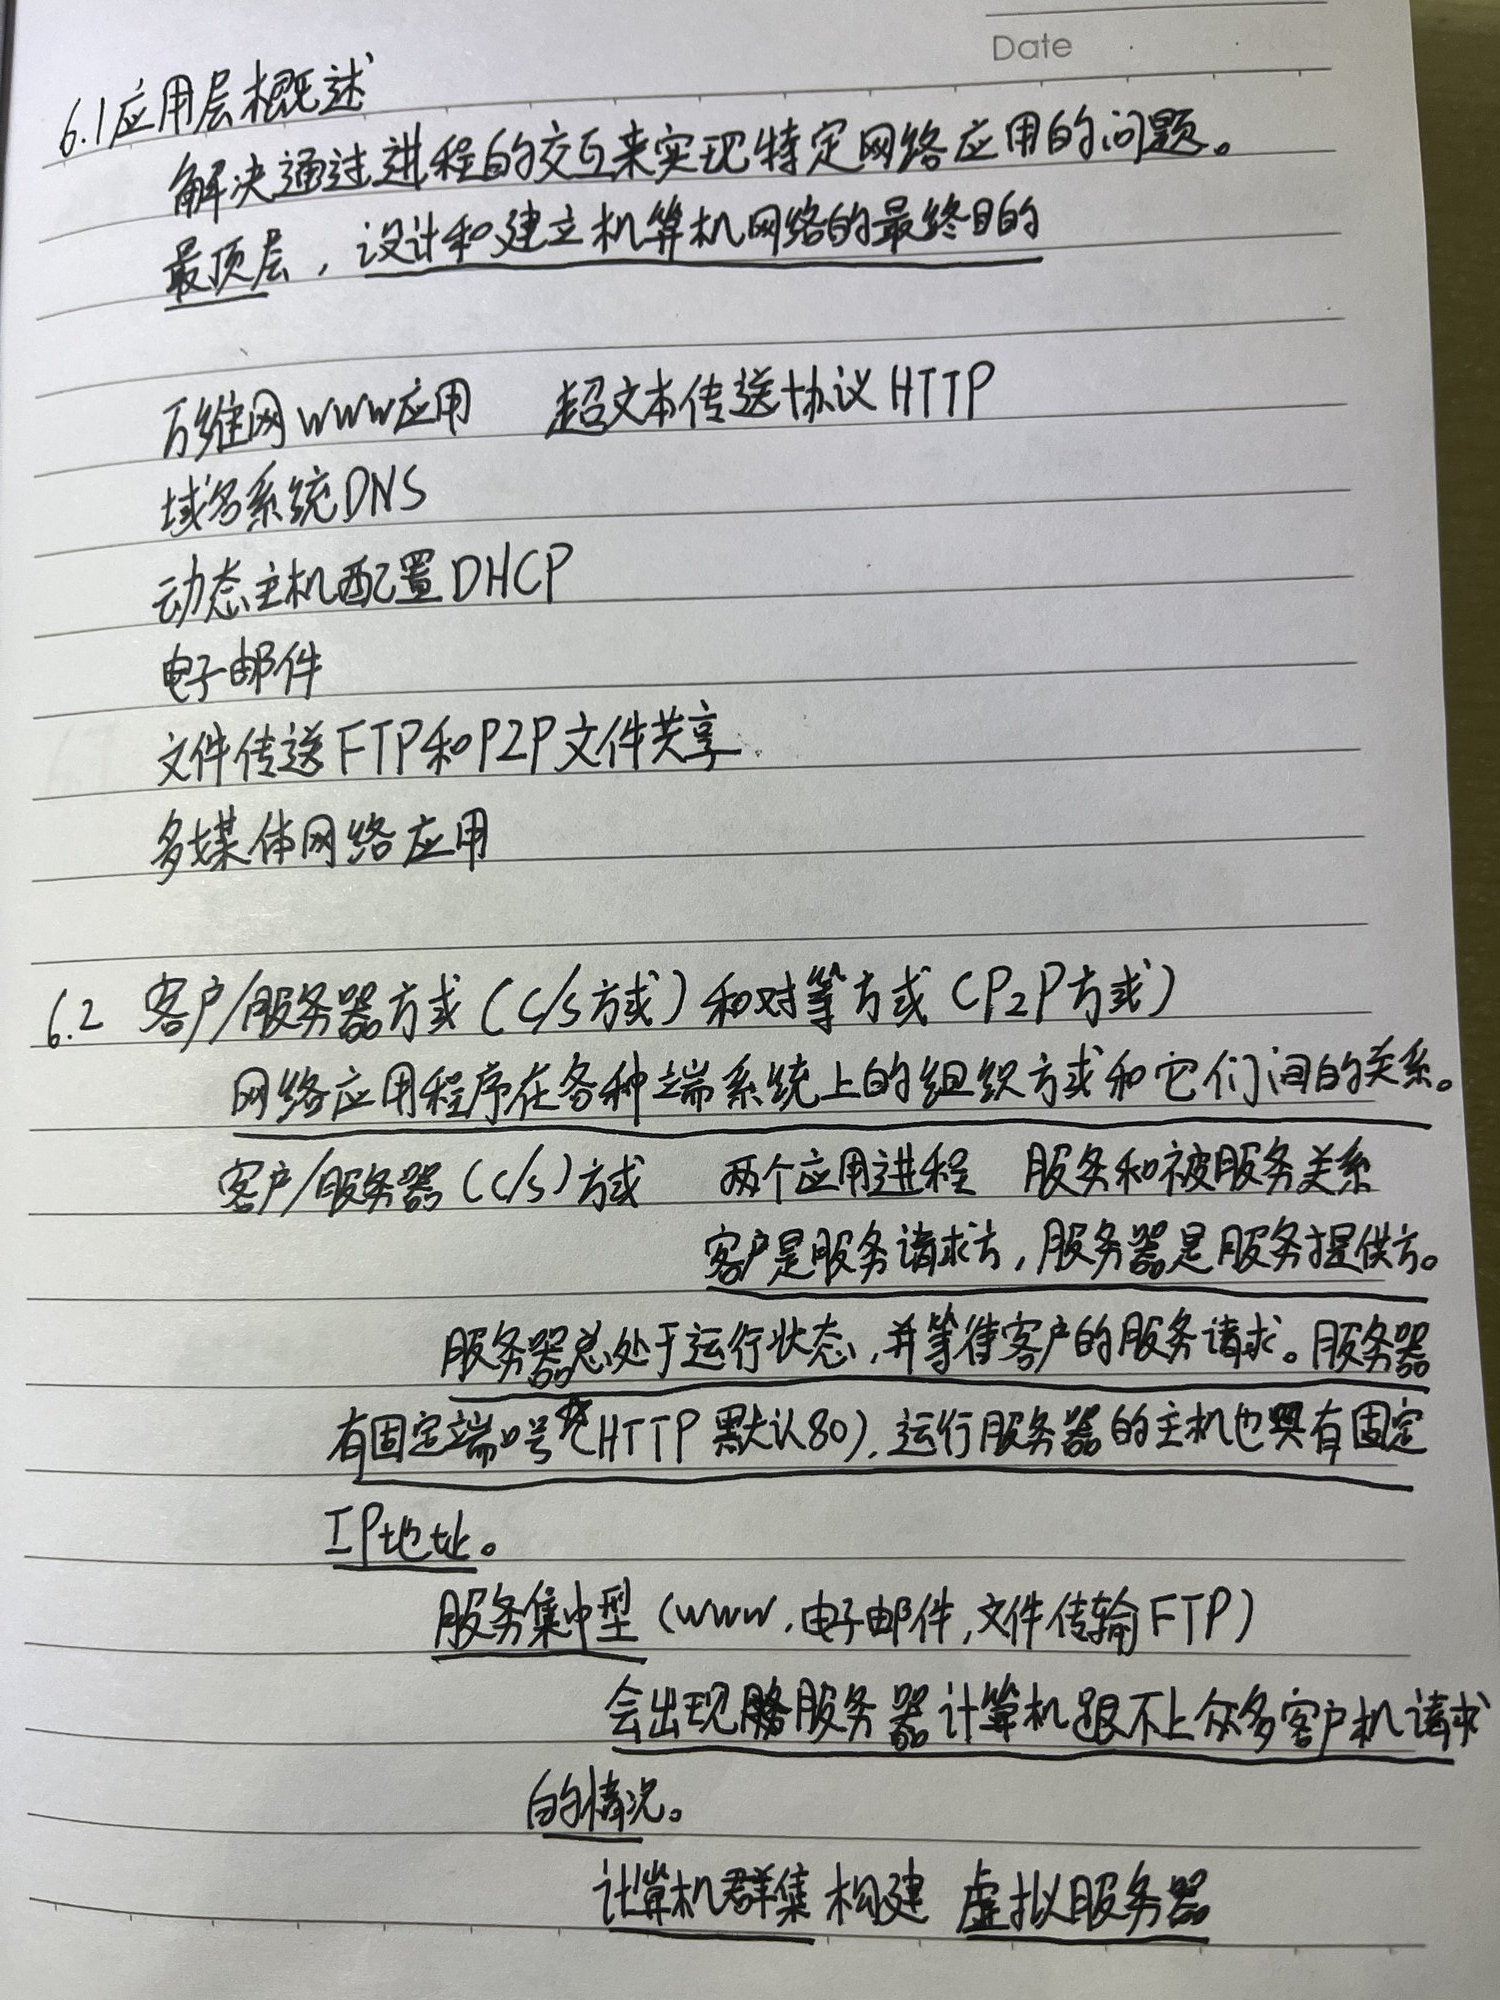 Date
6.1应用层概述
解决通过进程的交互来实现特定网络应用的问题。
最顶层，设计和建立机算机网络的最终目的
万维网www应用 超文本传送协议HTTP
域名系统DNS
动态主机配置DHCP
电子邮件
文件传送FTP和P2P文件共享
多媒体网络应用
6.2 客户/服务器方式(C/S方式)和对等方式(P2P方式)
网络应用程序在各种端系统上的组织方式和它们间的关系。
客户/服务器(C/S)方式 两个应用进程 服务和被服务关系
客户是服务请求方,服务器是服务提供方。
服务器总处于运行状态,并等待客户的服务请求。服务器
有固定端口号(HTTP默认80),运行服务器的主机也具有固定
IP地址。
服务集中型(www,电子邮件,文件传输FTP)
会出现服务器计算机跟不上众多客户机请求
的情况。
计算机群集 构建 虚拟服务器